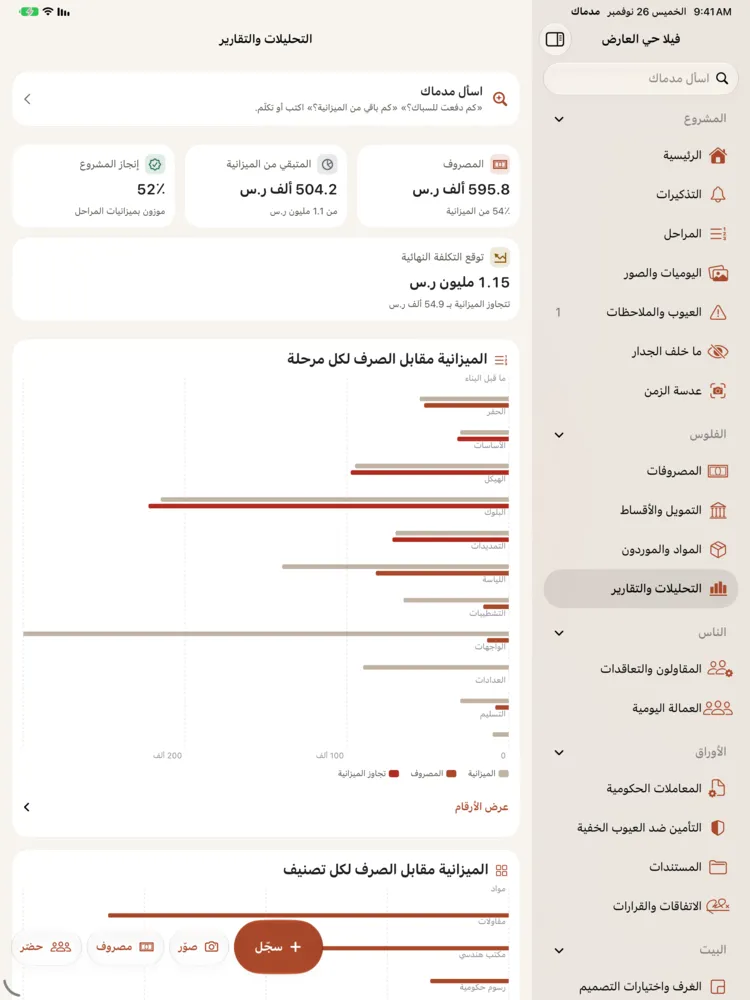 9:41 AM الخميس 26 نوفمبر مدماك
فيلا حي العارض
اسأل مدماك
المشروع
الرئيسية
التذكيرات
المراحل
اليوميات والصور
العيوب والملاحظات 1
ما خلف الجدار
عدسة الزمن
الفلوس
المصروفات
التمويل والأقساط
المواد والموردون
التحليلات والتقارير
الناس
المقاولون والتعاقدات
العمالة اليومية
الأوراق
المعاملات الحكومية
التأمين ضد العيوب الخفية
المستندات
الاتفاقات والقرارات
البيت
الغرف واختيارات التصميم
التحليلات والتقارير
اسأل مدماك
«كم دفعت للسباك؟» «كم باقي من الميزانية؟» اكتب أو تكلّم.
المصروف
595.8 ألف ر.س
54٪ من الميزانية
المتبقي من الميزانية
504.2 ألف ر.س
من 1.1 مليون ر.س
إنجاز المشروع
52٪
موزون بميزانيات المراحل
توقع التكلفة النهائية
1.15 مليون ر.س
تتجاوز الميزانية بـ 54.9 ألف ر.س
الميزانية مقابل الصرف لكل مرحلة
ما قبل البناء
الحفر
الأساسات
الهيكل
البلوك
التمديدات
اللياسة
التشطيبات
الواجهات
العدادات
التسليم
0 100 ألف 200 ألف
الميزانية المصروف تجاوز الميزانية
عرض الأرقام
الميزانية مقابل الصرف لكل تصنيف
مواد
مقاولات
مكتب هندسي
رسوم حكومية
سجّل
صوّر
مصروف
حضّر